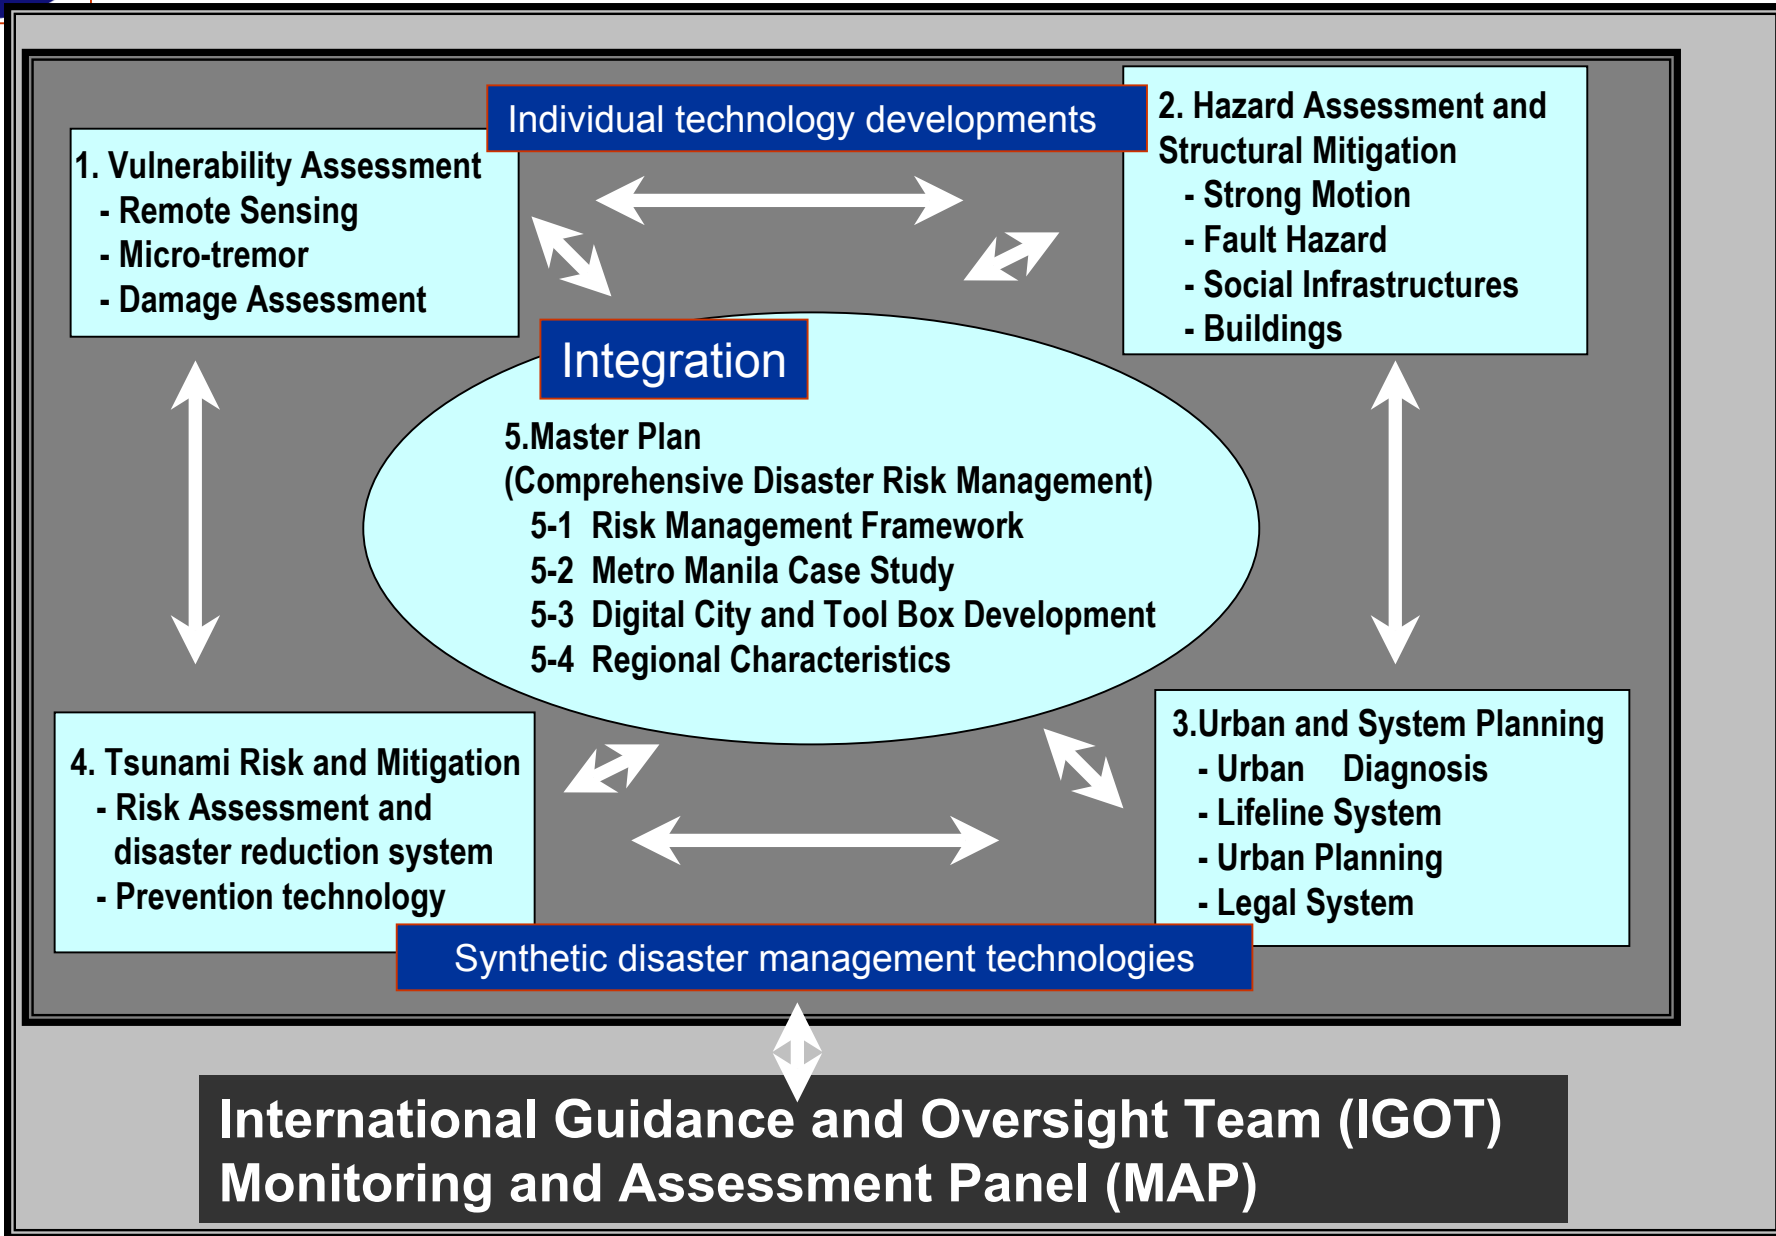 Individual technology developments
1. Vulnerability Assessment
- Remote Sensing
- Micro-tremor
- Damage Assessment
2. Hazard Assessment and
Structural Mitigation
- Strong Motion
- Fault Hazard
- Social Infrastructures
- Buildings
Integration
5.Master Plan
(Comprehensive Disaster Risk Management)
5-1 Risk Management Framework
5-2 Metro Manila Case Study
5-3 Digital City and Tool Box Development
5-4 Regional Characteristics
4. Tsunami Risk and Mitigation
- Risk Assessment and
disaster reduction system
- Prevention technology
3.Urban and System Planning
- Urban Diagnosis
- Lifeline System
- Urban Planning
- Legal System
Synthetic disaster management technologies
International Guidance and Oversight Team (IGOT)
Monitoring and Assessment Panel (MAP)